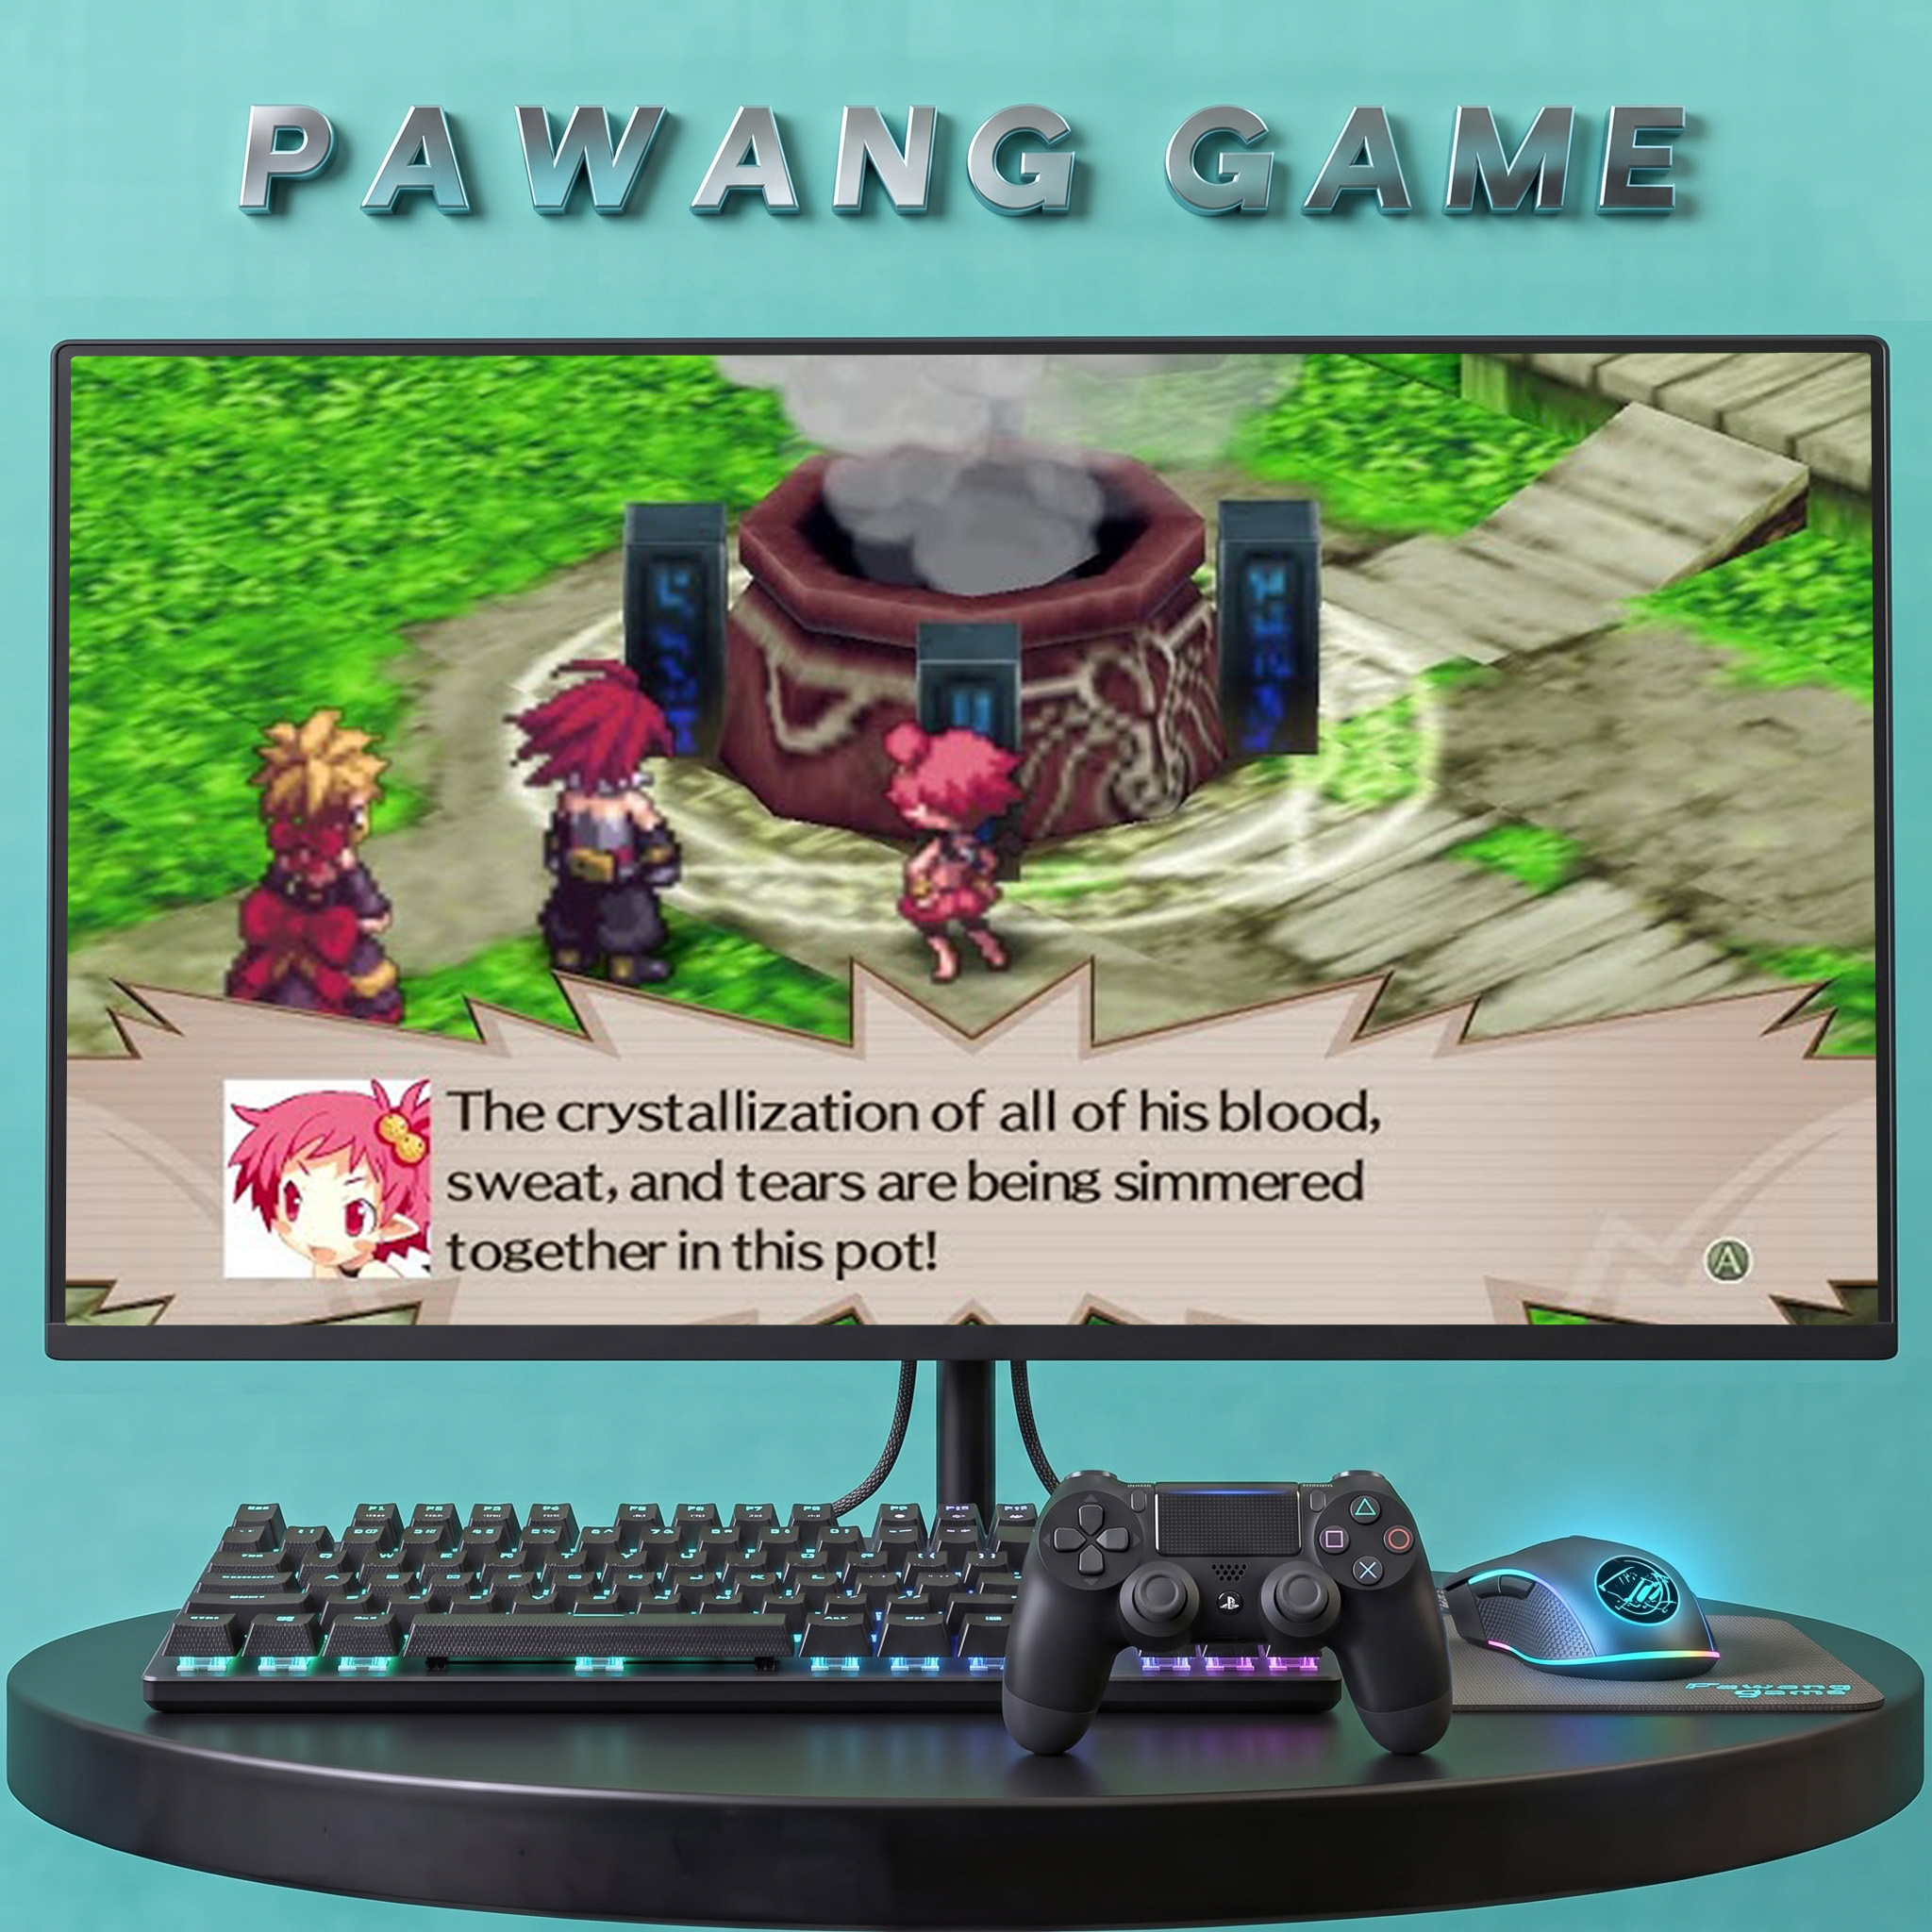 PAWANG GAME
The crystallization of all of his blood,
sweat, and tears are being simmered
together in this pot!
A
Pawang
game